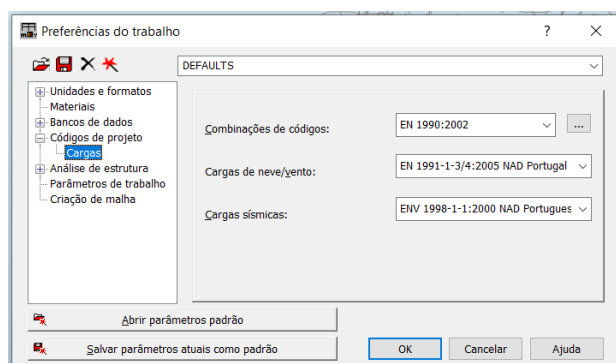 Preferências do trabalho
? X
DEFAULTS
Unidades e formatos
Materiais
Bancos de dados
Códigos de projeto
Cargas
Análise de estrutura
Parâmetros de trabalho
Criação de malha
Combinações de códigos:
EN 1990:2002
...
Cargas de neve/vento:
EN 1991-1-3/4:2005 NAD Portugal
Cargas sísmicas:
ENV 1998-1-1:2000 NAD Portugues
Abrir parâmetros padrão
Salvar parâmetros atuais como padrão
OK
Cancelar
Ajuda